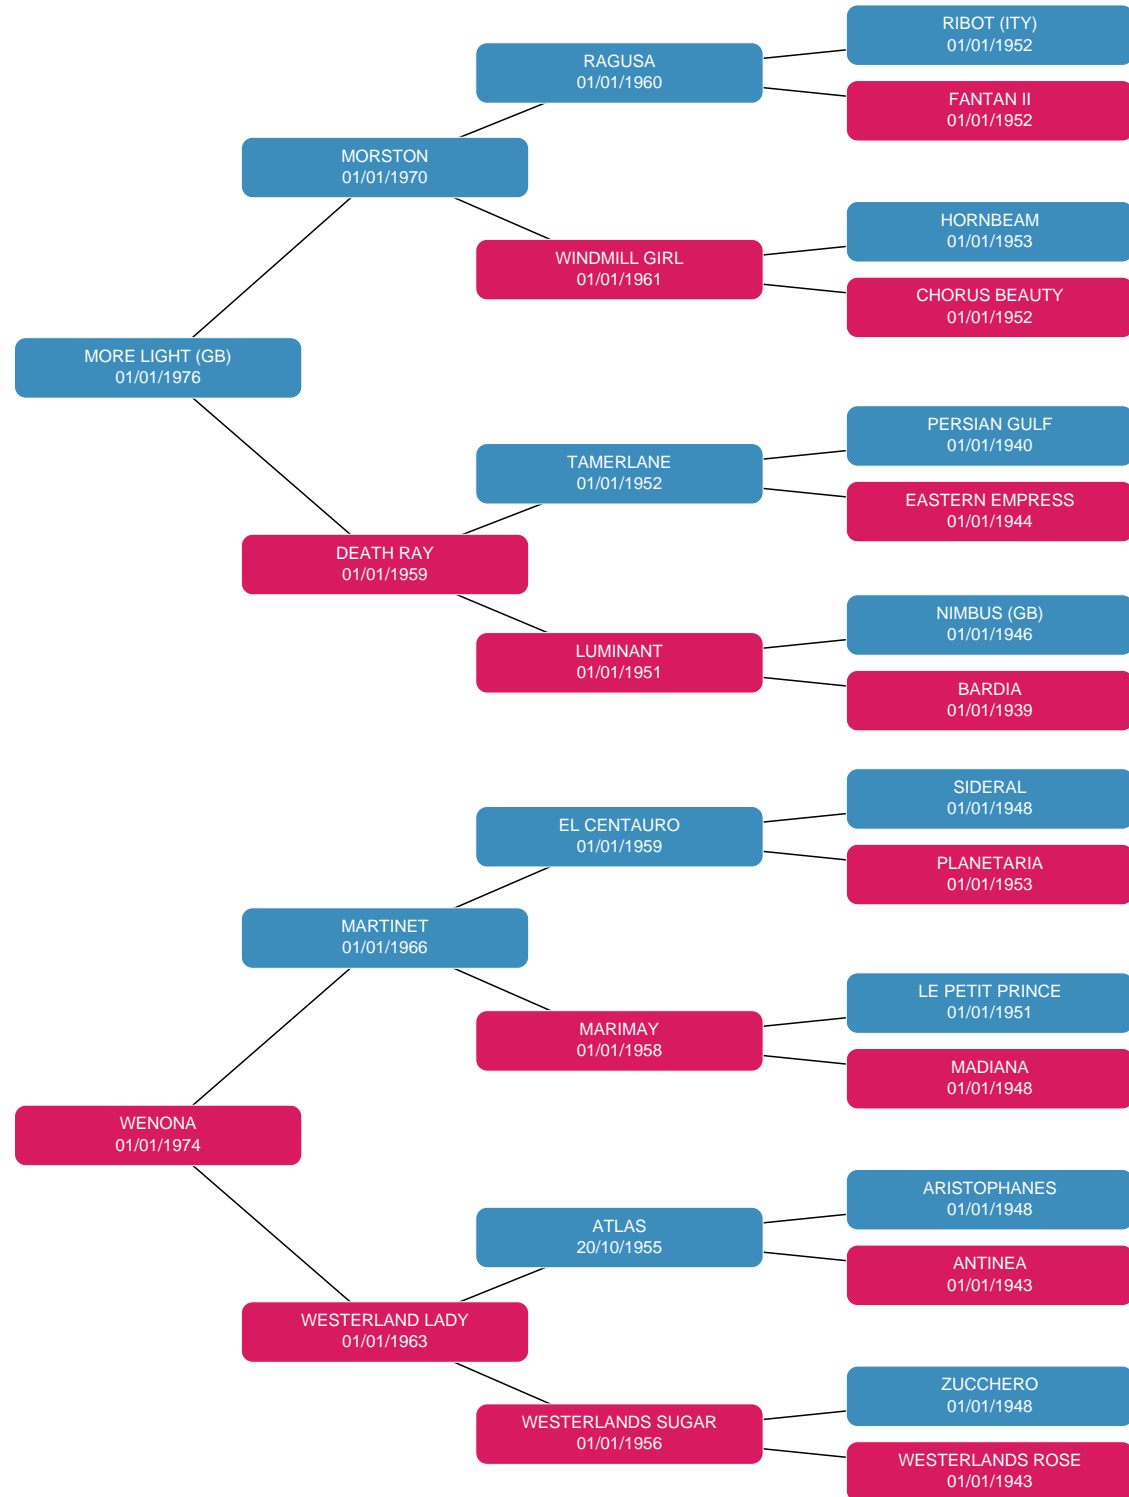 RIBOT (ITY)
01/01/1952
RAGUSA
01/01/1960
FANTAN II
01/01/1952
MORSTON
01/01/1970
HORNBEAM
01/01/1953
WINDMILL GIRL
01/01/1961
CHORUS BEAUTY
01/01/1952
MORE LIGHT (GB)
01/01/1976
PERSIAN GULF
01/01/1940
TAMERLANE
01/01/1952
EASTERN EMPRESS
01/01/1944
DEATH RAY
01/01/1959
NIMBUS (GB)
01/01/1946
LUMINANT
01/01/1951
BARDIA
01/01/1939
SIDERAL
01/01/1948
EL CENTAURO
01/01/1959
PLANETARIA
01/01/1953
MARTINET
01/01/1966
LE PETIT PRINCE
01/01/1951
MARIMAY
01/01/1958
MADIANA
01/01/1948
WENONA
01/01/1974
ARISTOPHANES
01/01/1948
ATLAS
20/10/1955
ANTINEA
01/01/1943
WESTERLAND LADY
01/01/1963
ZUCCHERO
01/01/1948
WESTERLANDS SUGAR
01/01/1956
WESTERLANDS ROSE
01/01/1943